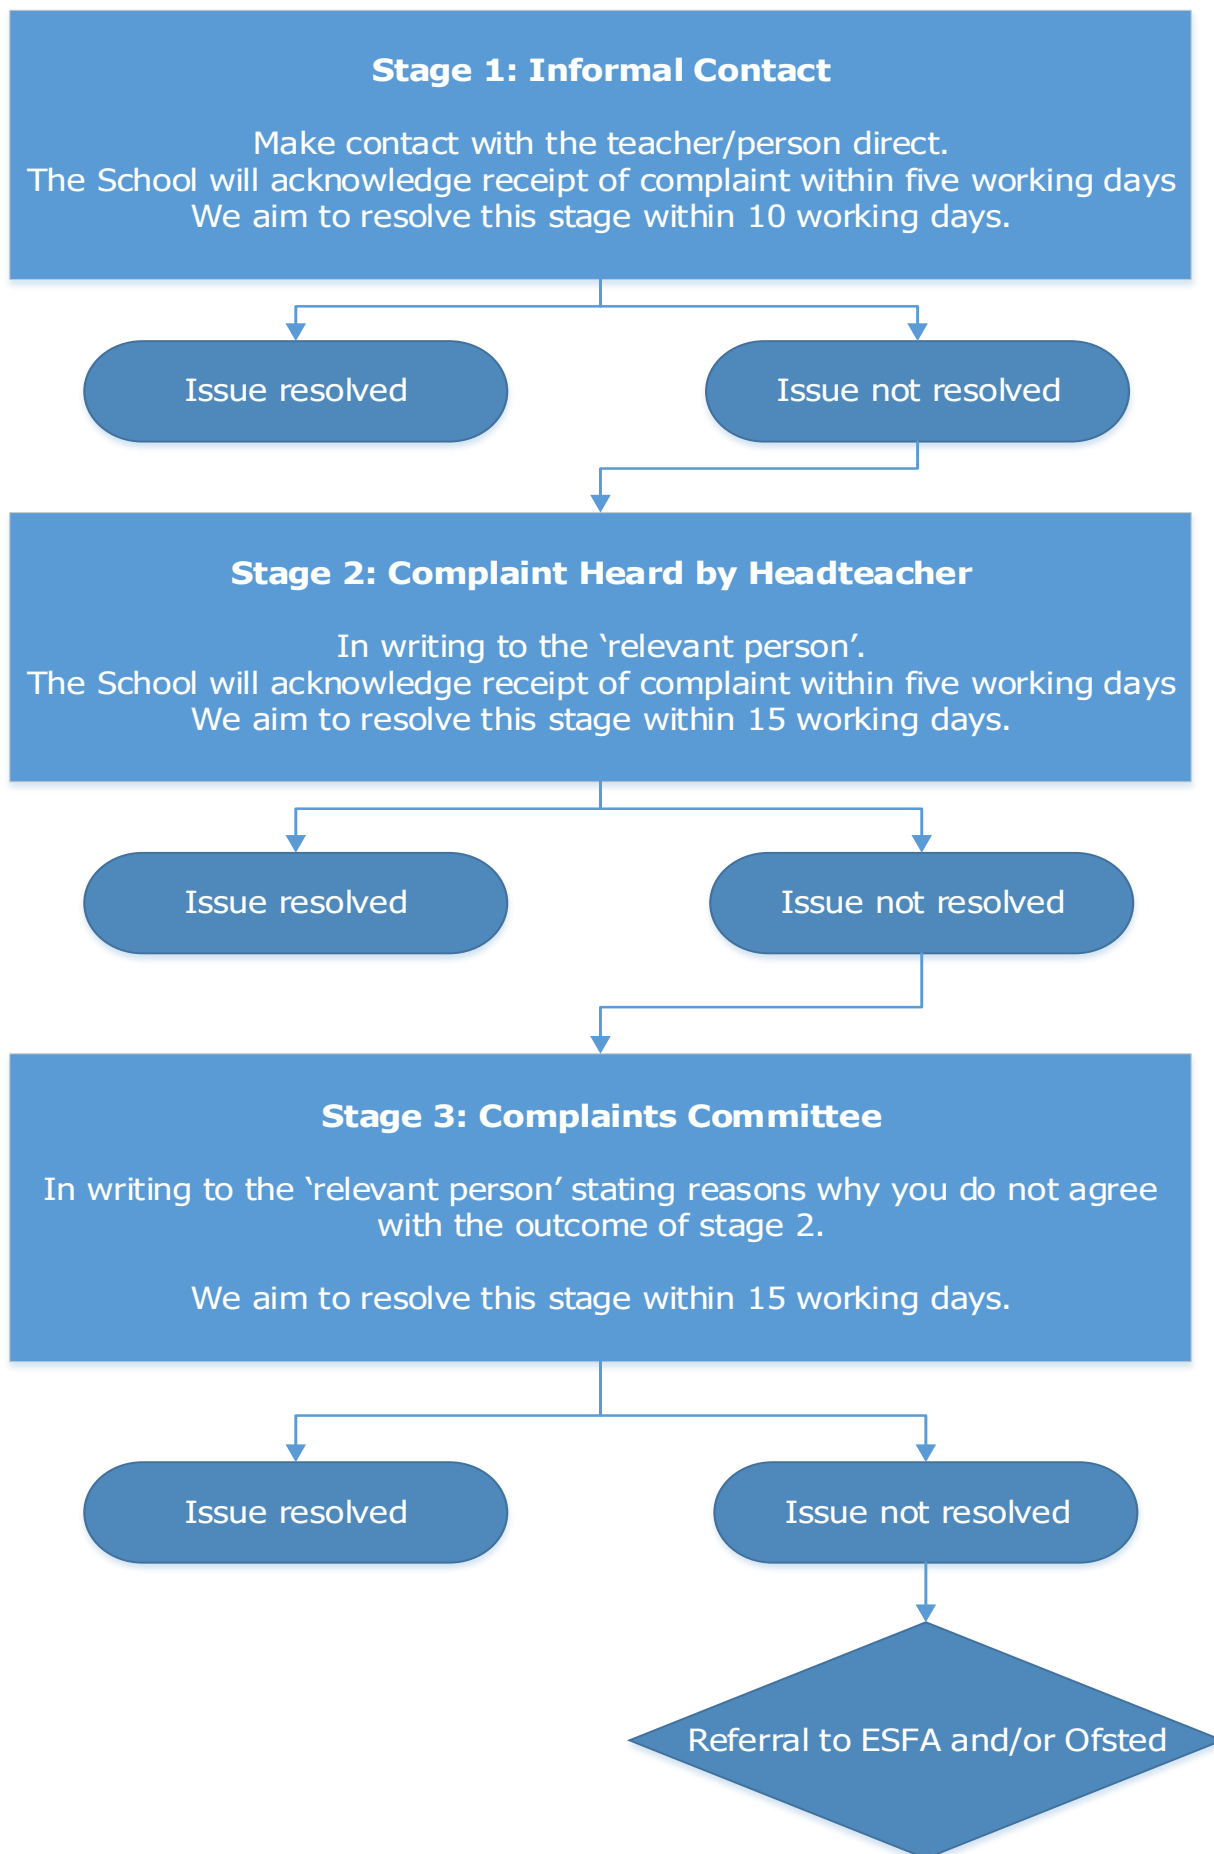 Stage 1: Informal Contact
Make contact with the teacher/person direct.
The School will acknowledge receipt of complaint within five working days
We aim to resolve this stage within 10 working days.
Issue resolved
Issue not resolved
Stage 2: Complaint Heard by Headteacher
In writing to the ‘relevant person’.
The School will acknowledge receipt of complaint within five working days
We aim to resolve this stage within 15 working days.
Issue resolved
Issue not resolved
Stage 3: Complaints Committee
In writing to the ‘relevant person’ stating reasons why you do not agree
with the outcome of stage 2.
We aim to resolve this stage within 15 working days.
Issue resolved
Issue not resolved
Referral to ESFA and/or Ofsted